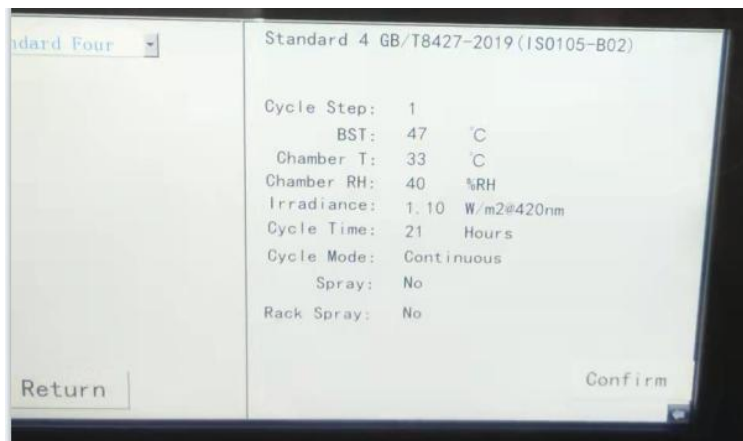 dard Four
Standard 4 GB/T8427-2019(ISO105-B02)
Cycle Step: 1
BST: 47 °C
Chamber T: 33 °C
Chamber RH: 40 %RH
Irradiance: 1.10 W/m2@420nm
Cycle Time: 21 Hours
Cycle Mode: Continuous
Spray: No
Rack Spray: No
Return
Confirm